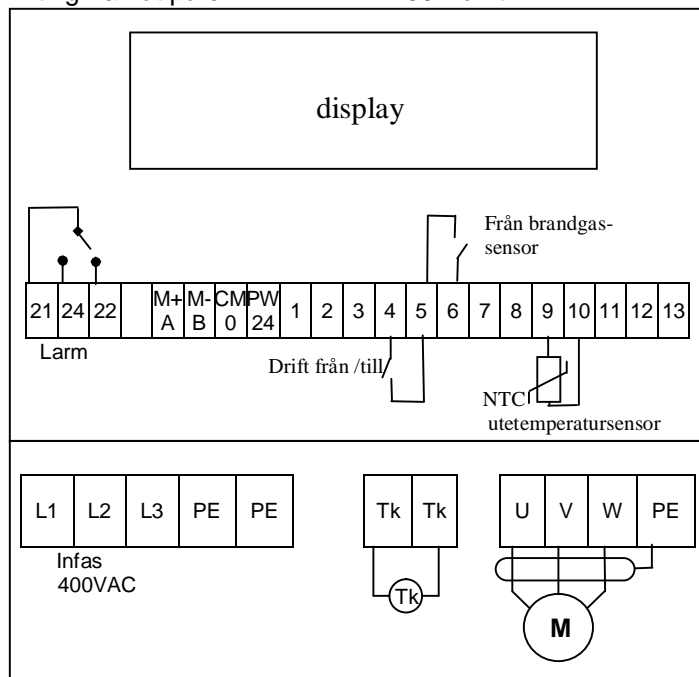 display
Från brandgas-
sensor
21 24 22 M+ A M- B CM 0 PW 24 1 2 3 4 5 6 7 8 9 10 11 12 13
Larm
Drift från /till
NTC
utetemperatursensor
L1 L2 L3 PE PE Tk Tk U V W PE
Infas
400VAC
Tk
M